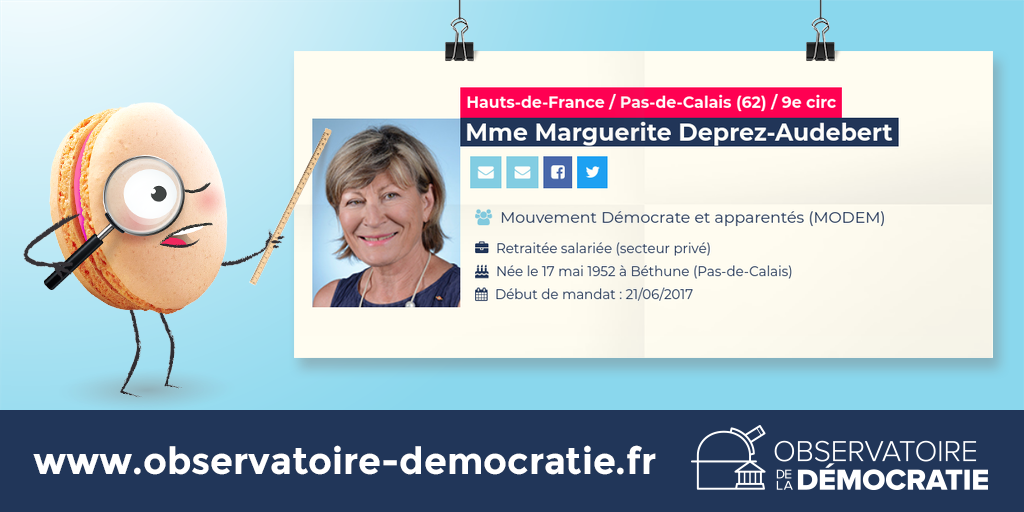 Hauts-de-France / Pas-de-Calais (62) / 9e circ
Mme Marguerite Deprez-Audebert
Mouvement Démocrate et apparentés (MODEM)
Retraitée salariée (secteur privé)
Née le 17 mai 1952 à Béthune (Pas-de-Calais)
Début de mandat : 21/06/2017
www.observatoire-democratie.fr
OBSERVATOIRE
DE LA DÉMOCRATIE